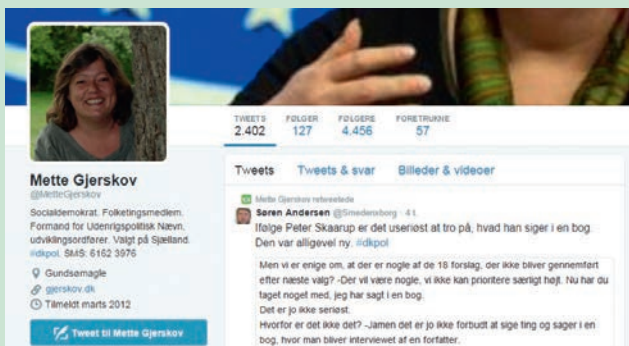 TWEETS FØLGER FØLGERE FORETRUKNE
2.402 127 4.456 57
Mette Gjerskov
@MetteGjerskov
Socialdemokrat. Folketingsmedlem.
Formand for Udenrigspolitisk Nævn,
udviklingsordfører. Valgt på Sjælland.
#dkpol. SMS: 6162 3976
Gundsømagle
gjerskov.dk
Tilmeldt marts 2012
Tweet til Mette Gjerskov
Tweets Tweets & svar Billeder & videoer
Mette Gjerskov retweetede
Søren Andersen @Smedenxborg · 4 t.
Ifølge Peter Skaarup er det useriøst at tro på, hvad han siger i en bog.
Den var alligevel ny. #dkpol
Men vi er enige om, at der er nogle af de 18 forslag, der ikke bliver gennemført
efter næste valg? -Der vil være nogle, vi ikke kan prioritere særligt højt. Nu har du
taget noget med, jeg har sagt i en bog.
Det er jo ikke seriøst.
Hvorfor er det ikke det? -Jamen det er jo ikke forbudt at sige ting og sager i en
bog, hvor man bliver interviewet af en forfatter.